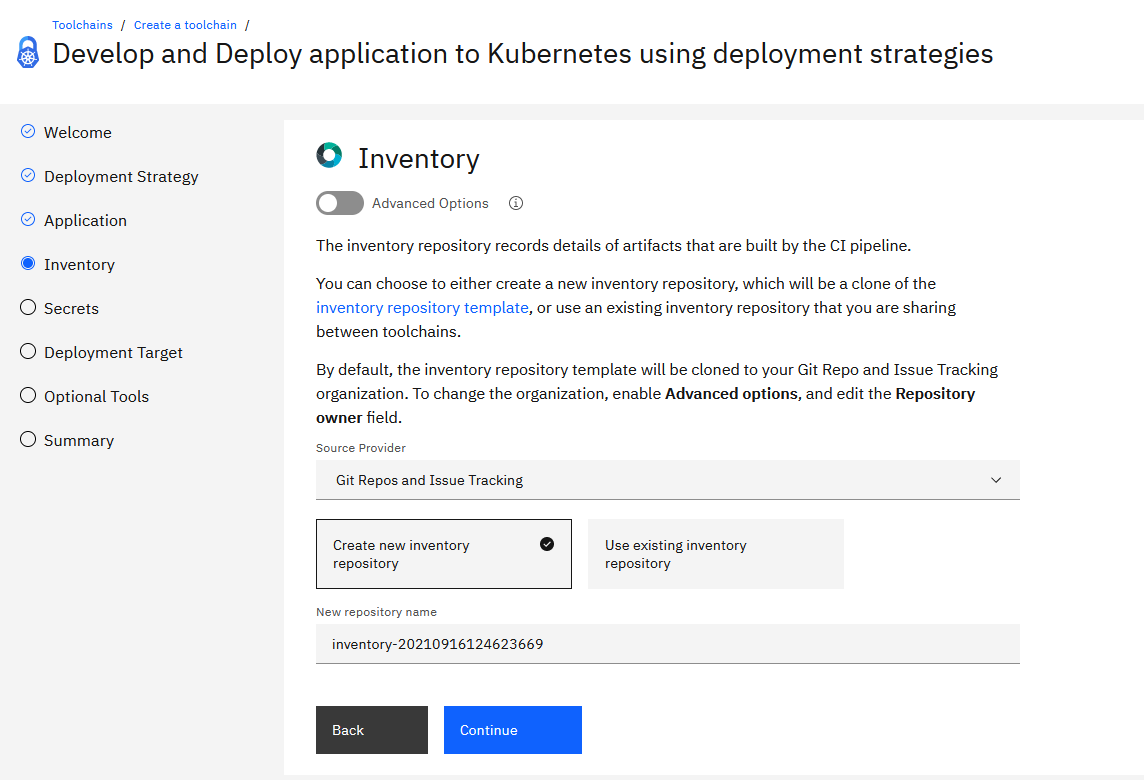 Toolchains / Create a toolchain /
Develop and Deploy application to Kubernetes using deployment strategies
Welcome
Deployment Strategy
Application
Inventory
Secrets
Deployment Target
Optional Tools
Summary
Inventory
Advanced Options
The inventory repository records details of artifacts that are built by the CI pipeline.
You can choose to either create a new inventory repository, which will be a clone of the
inventory repository template, or use an existing inventory repository that you are sharing
between toolchains.
By default, the inventory repository template will be cloned to your Git Repo and Issue Tracking
organization. To change the organization, enable Advanced options, and edit the Repository
owner field.
Source Provider
Git Repos and Issue Tracking
Create new inventory
repository
Use existing inventory
repository
New repository name
inventory-20210916124623669
Back
Continue